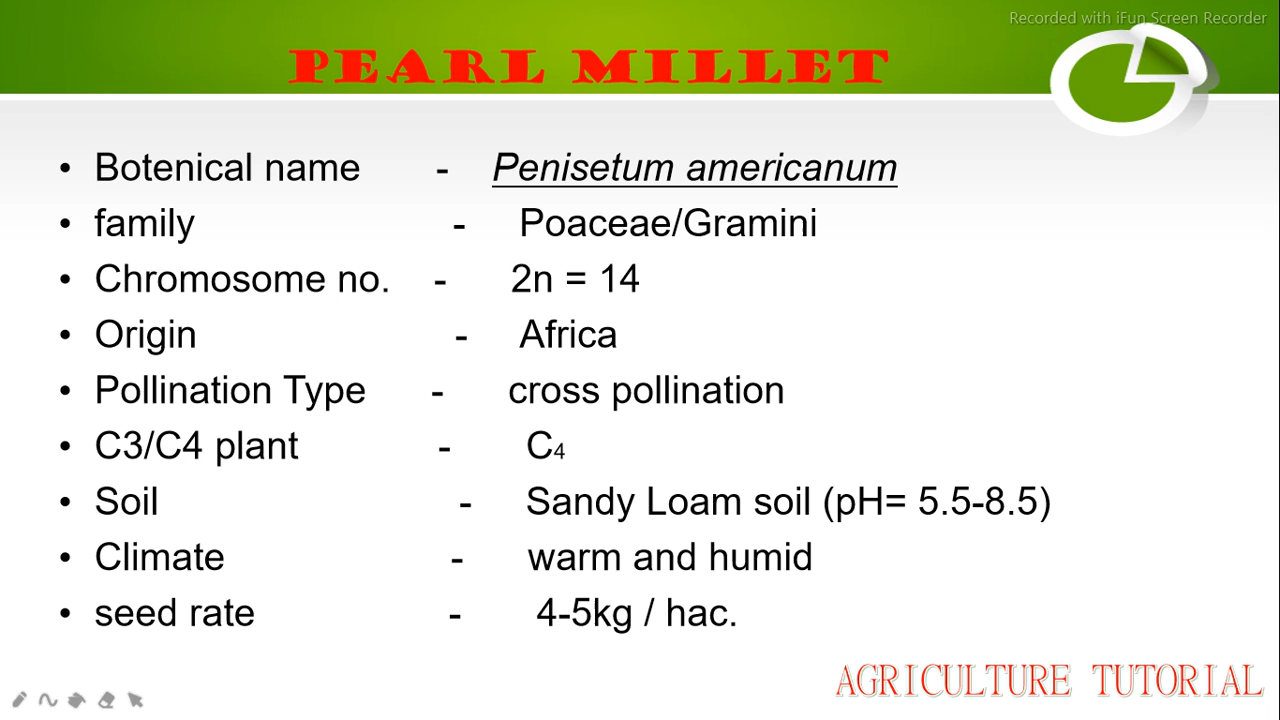 Recorded with iFun Screen Recorder
PEARL MILLET
• Botenical name - Penisetum americanum
• family - Poaceae/Gramini
• Chromosome no. - 2n = 14
• Origin - Africa
• Pollination Type - cross pollination
• C3/C4 plant - C4
• Soil - Sandy Loam soil (pH= 5.5-8.5)
• Climate - warm and humid
• seed rate - 4-5kg / hac.
AGRICULTURE TUTORIAL